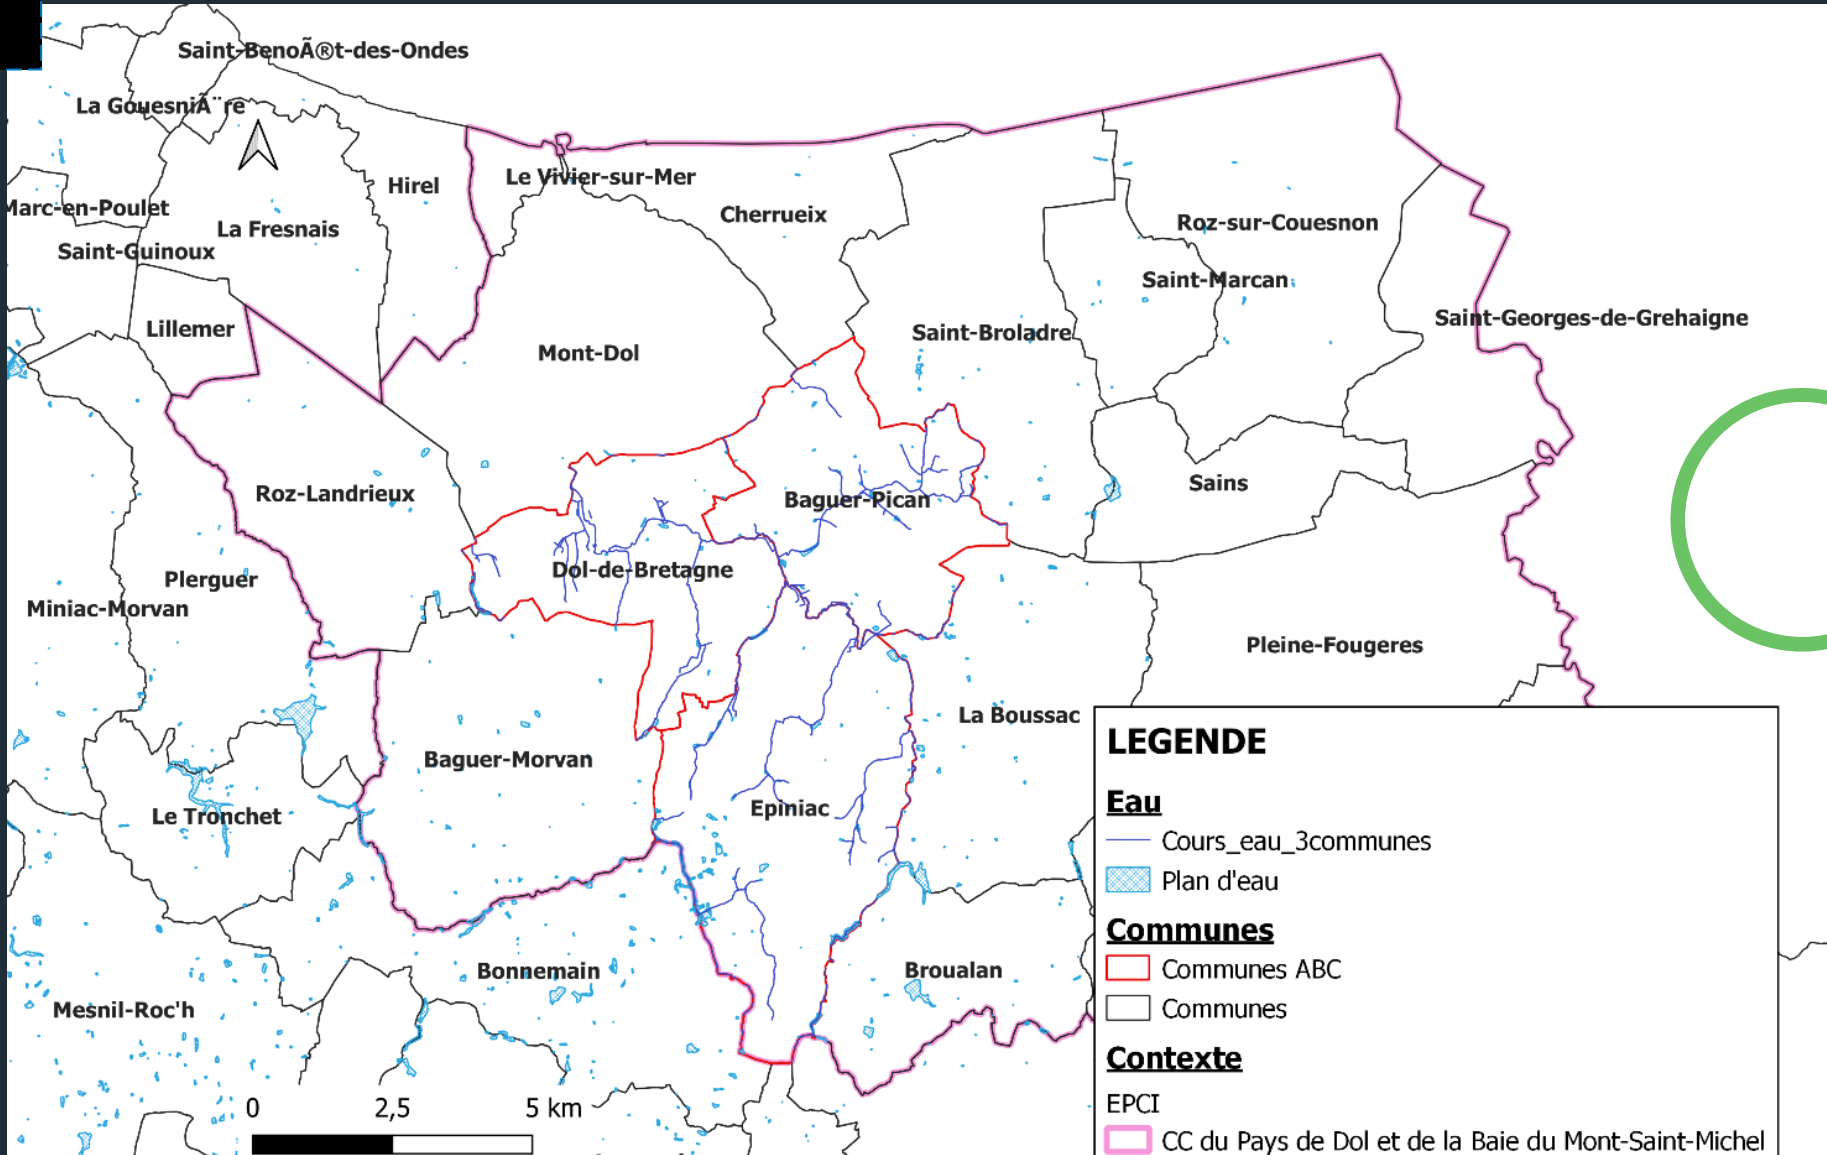 Saint-BenoÃ®t-des-Ondes
La GouesniÃ¨re
Hirel
Le Vivier-sur-Mer
Marc-en-Poulet
Cherrueix
La Fresnais
Roz-sur-Couesnon
Saint-Guinoux
Saint-Marcan
Saint-Georges-de-Grehaigne
Lillemer
Saint-Broladre
Mont-Dol
Sains
Roz-Landrieux
Baguer-Pican
Dol-de-Bretagne
Plerguer
Miniac-Morvan
Pleine-Fougeres
La Boussac
Baguer-Morvan
Epiniac
Le Tronchet
Bonnemain
Broualan
Mesnil-Roc'h
0 2,5 5 km
LEGENDE
Eau
Cours_eau_3communes
Plan d'eau
Communes
Communes ABC
Communes
Contexte
EPCI
CC du Pays de Dol et de la Baie du Mont-Saint-Michel